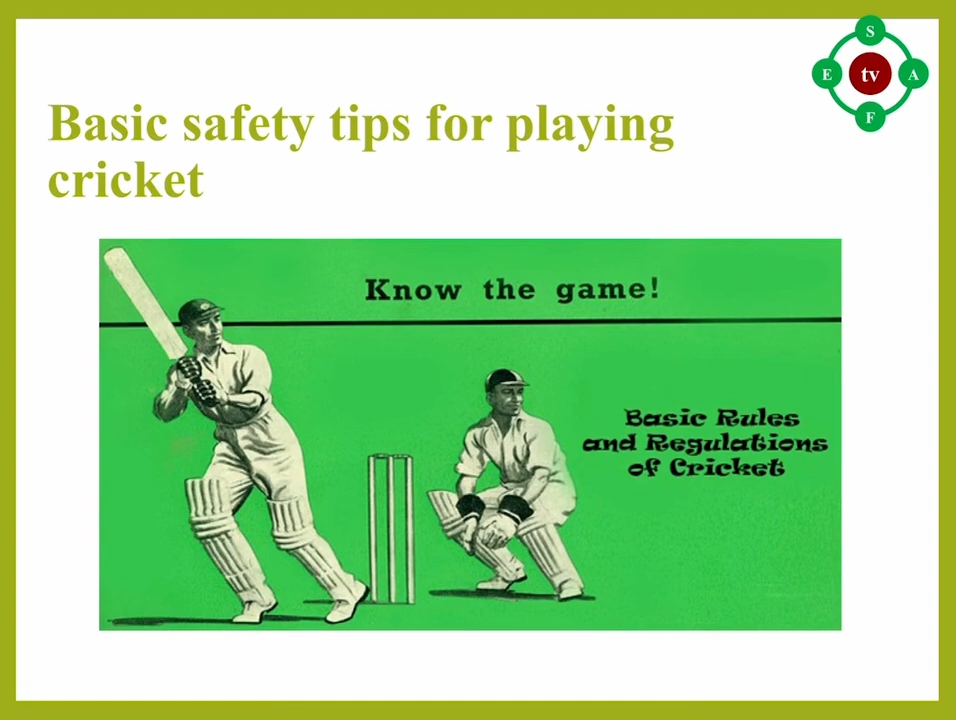 S
E tv A
F
Basic safety tips for playing
cricket
Know the game!
Basic Rules
and Regulations
of Cricket